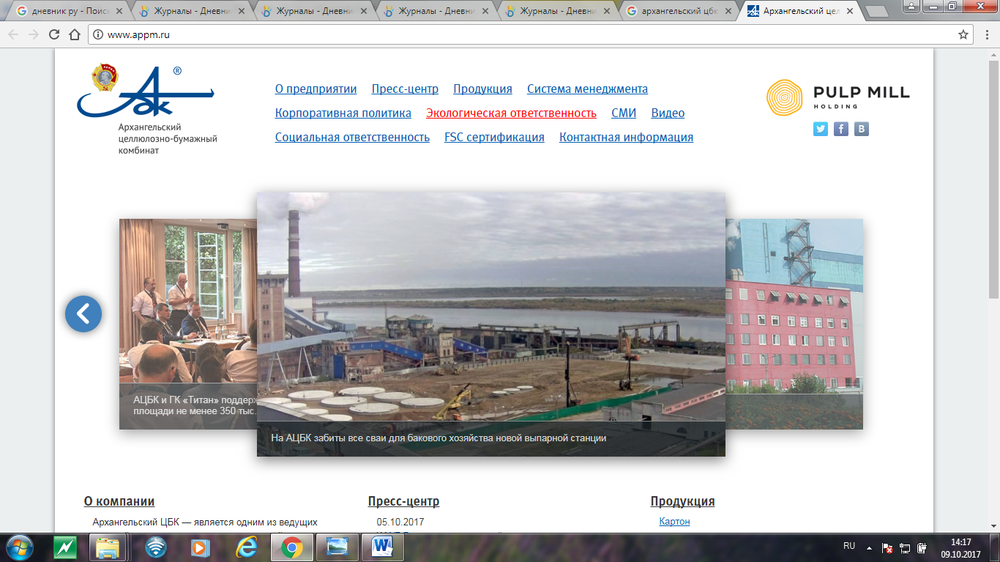 дневник ру - Поис
Журналы - Дневни
Журналы - Дневни
Журналы - Дневни
Журналы - Дневни
архангельский цбк
Архангельский цел
www.appm.ru
®
Архангельский
целлюлозно-бумажный
комбинат
О предприятии Пресс-центр Продукция Система менеджмента
Корпоративная политика Экологическая ответственность СМИ Видео
Социальная ответственность FSC сертификация Контактная информация
PULP MILL
HOLDING
АЦБК и ГК «Титан» поддерж
площади не менее 350 тыс.
На АЦБК забиты все сваи для бакового хозяйства новой выпарной станции
О компании
Архангельский ЦБК — является одним из ведущих
Пресс-центр
05.10.2017
Продукция
Картон
RU
14:17
09.10.2017